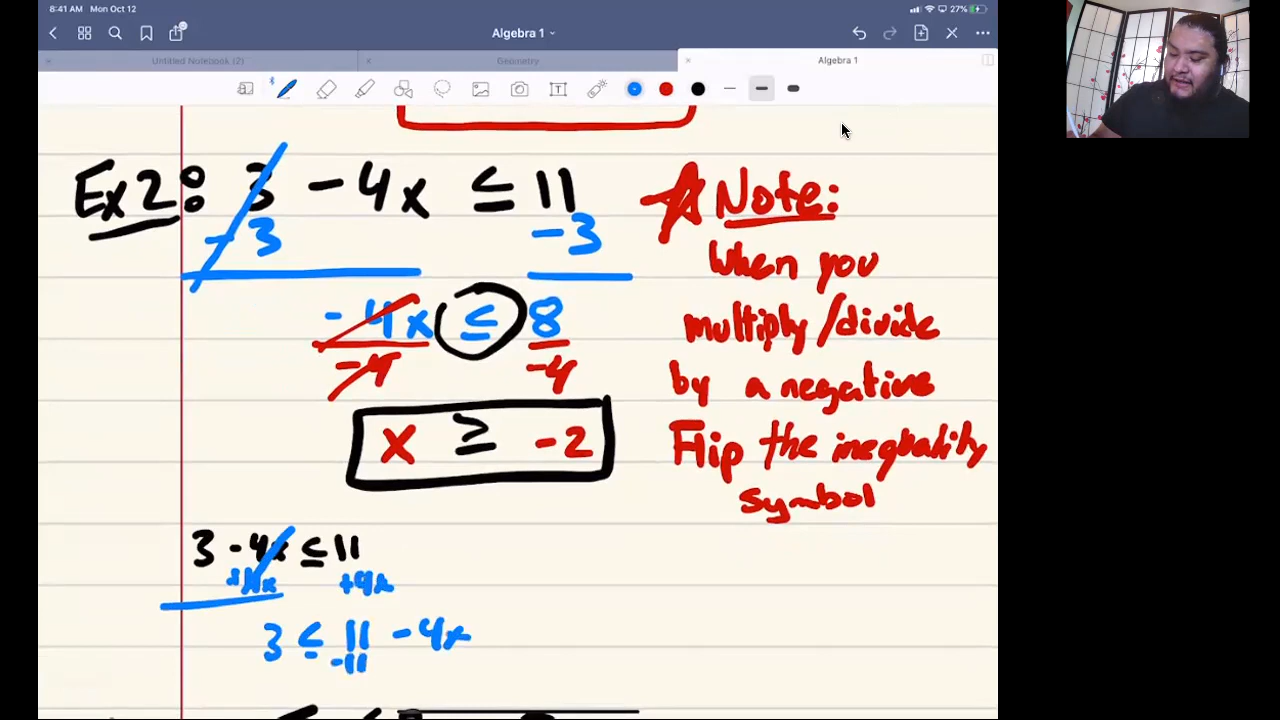 8:41 AM Mon Oct 12
27%
Algebra 1
Untitled Notebook (2)
Geometry
Algebra 1
Ex2: 3 - 4x ≤ 11
- 3 -3
-4x ≤ 8
-4 -4
x ≥ -2
Note:
When you
multiply/divide
by a negative
Flip the inequality
symbol
3 - 4x ≤ 11
+4x +4x
3 ≤ 11 - 4x
-11